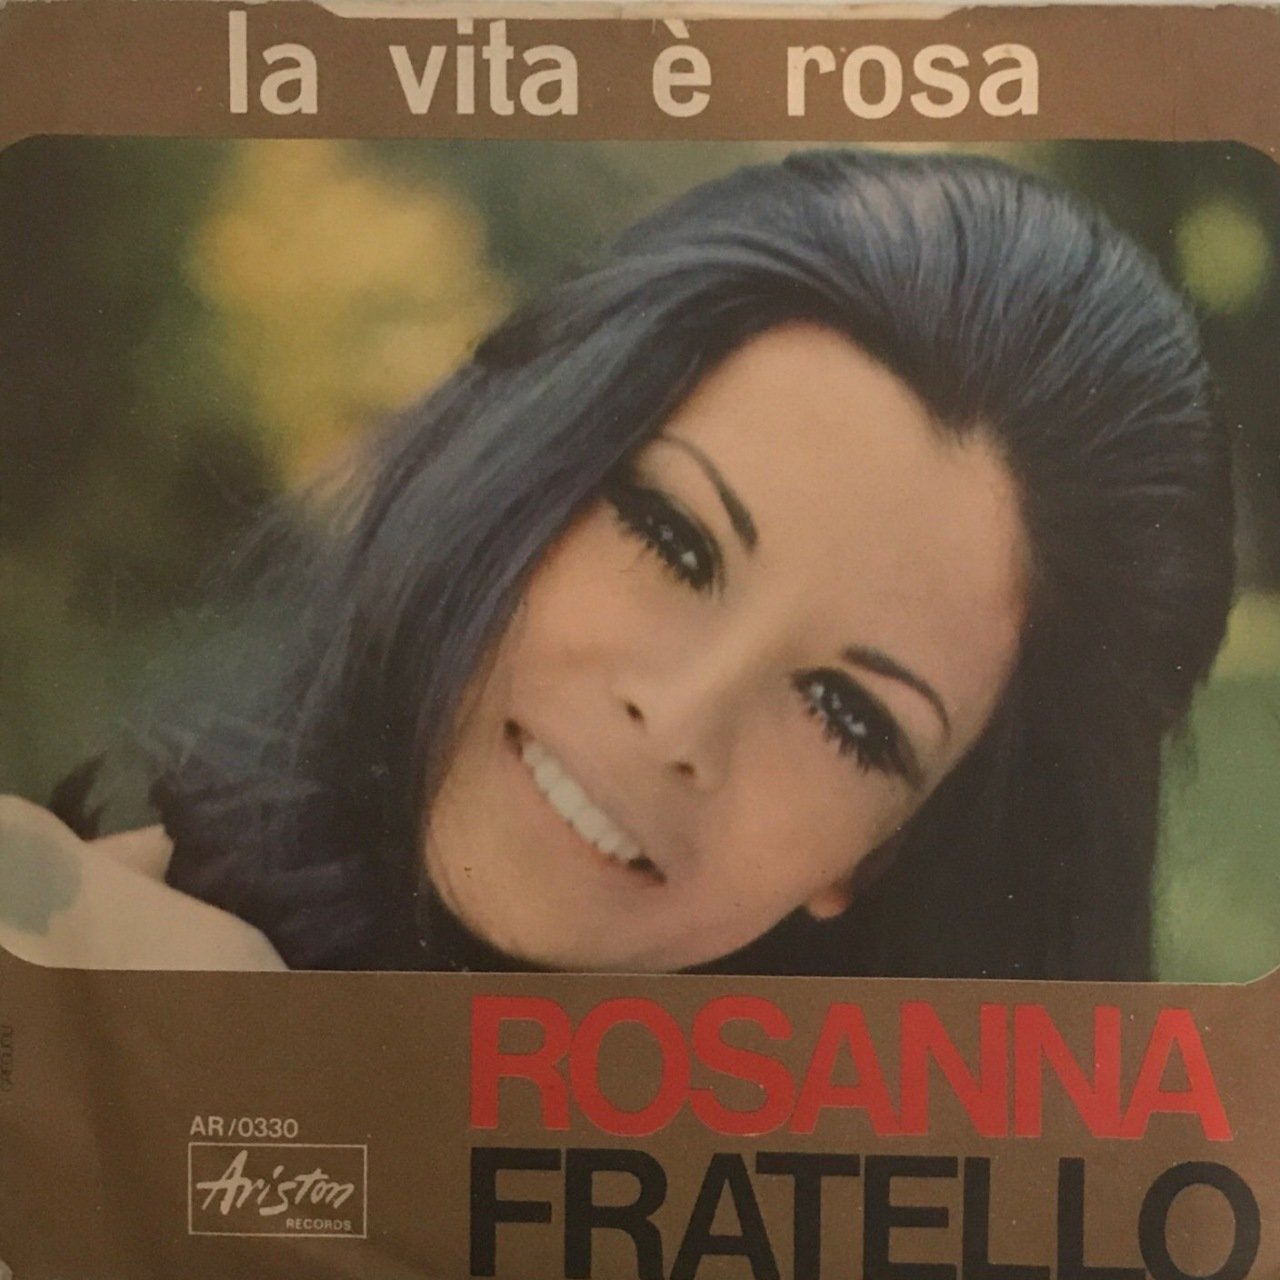 la vita è rosa
ROSANNA
FRATELLO
AR/0330
Ariston
RECORDS